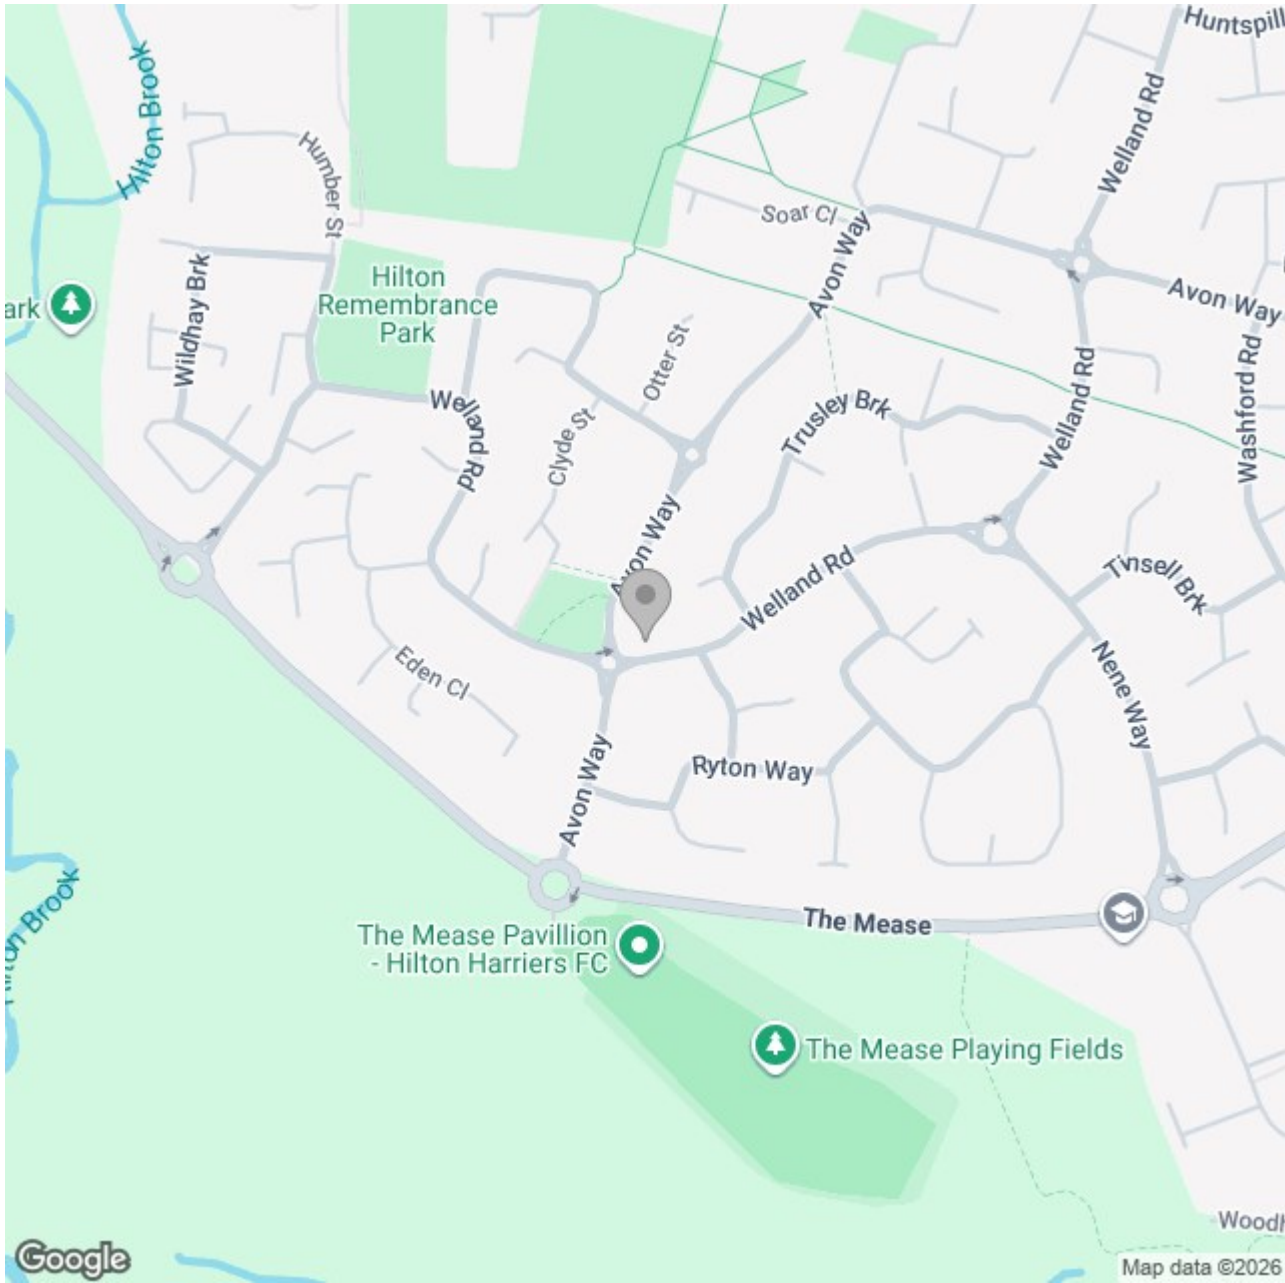 Huntspill
Hilton Brook
Welland Rd
Humber St
Soar Cl
Avon Way
Wildhay Brk
Hilton
Remembrance
Park
Avon Way
ark
Otter St
Washford Rd
Welland Rd
Trusley Brk
Welland Rd
Clyde St
Avon Way
Welland Rd
Tinsell Brk
Eden Cl
Nene Way
Ryton Way
Avon Way
The Mease
Hilton Brook
The Mease Pavillion
- Hilton Harriers FC
The Mease Playing Fields
Woodh
Google
Map data ©2026